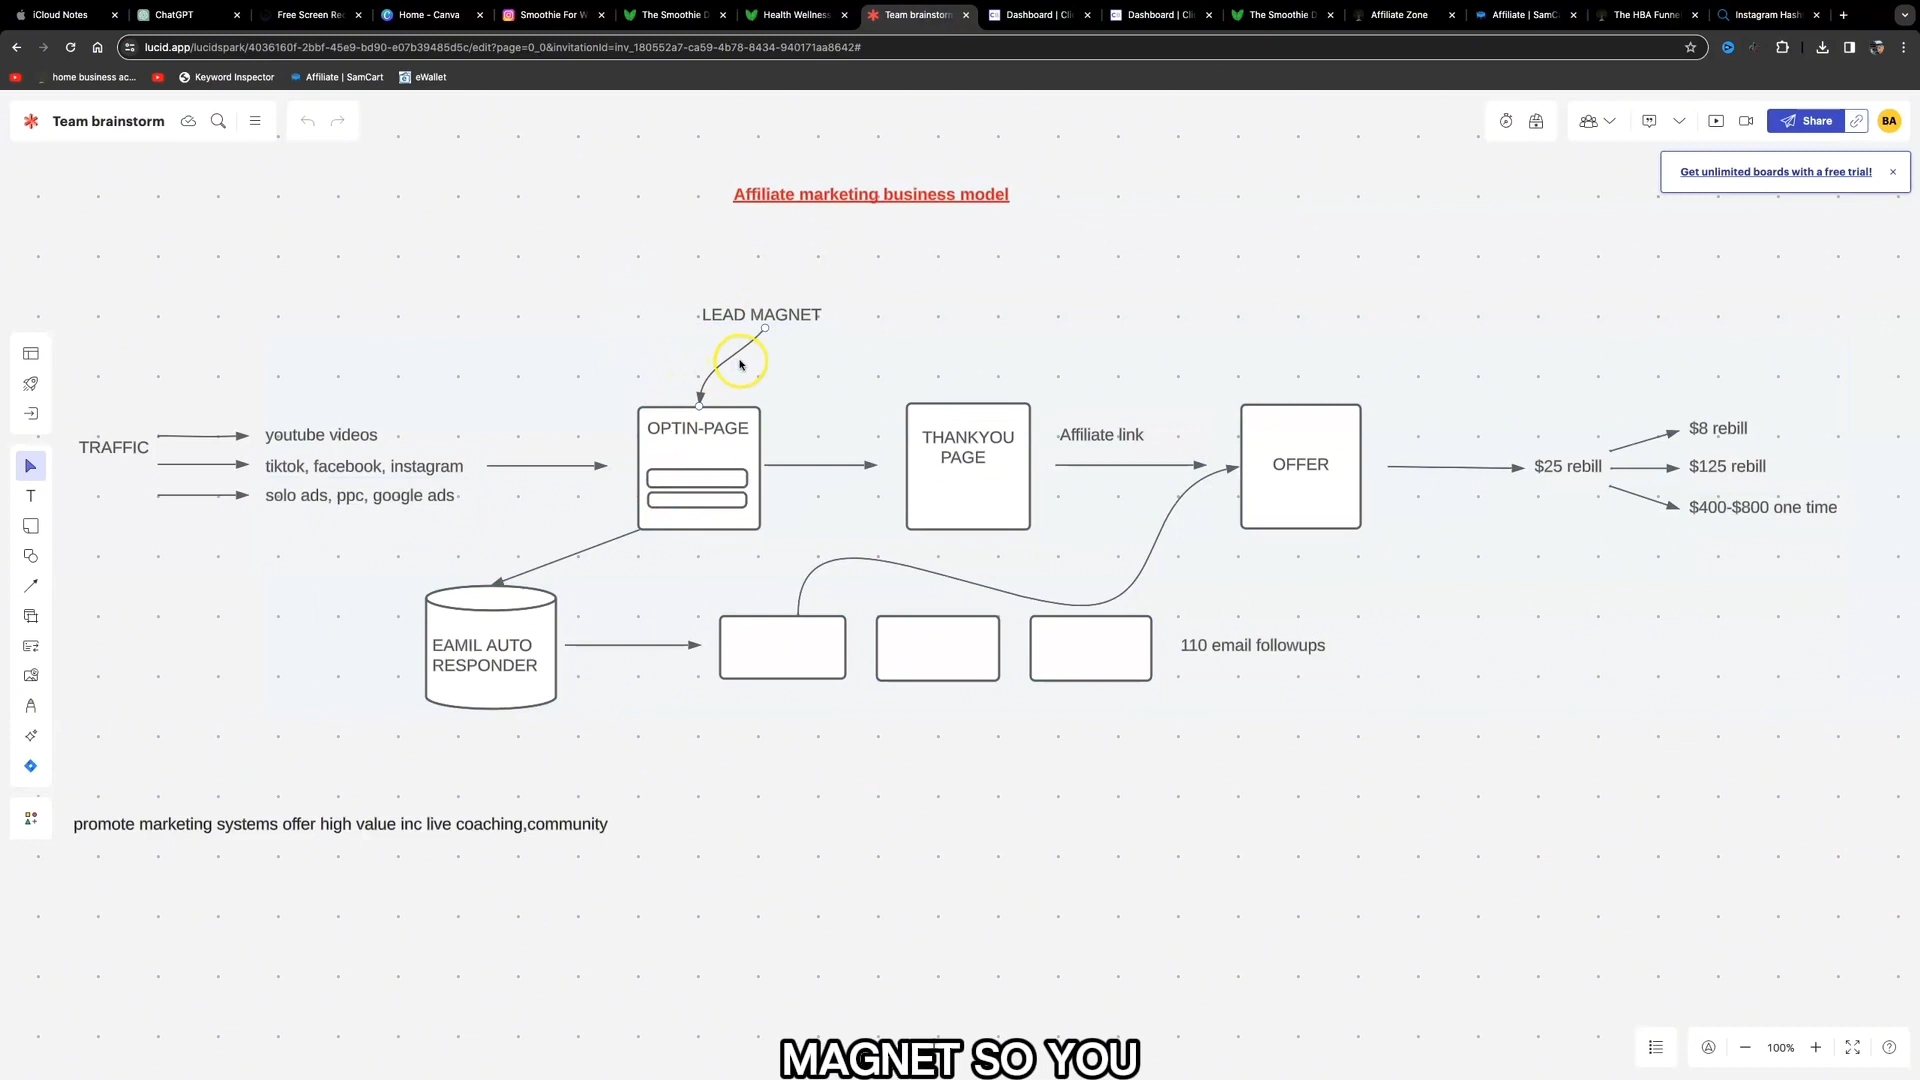 iCloud Notes
ChatGPT
Free Screen Re
Home - Canva
Smoothie For W
The Smoothie D
Health Wellness
Team brainstorm
Dashboard | Cli
Dashboard | Cli
The Smoothie D
Affiliate Zone
Affiliate | SamC
The HBA Funne
Instagram Hash
lucid.app/lucidspark/4036160f-2bbf-45e9-bd90-e07b39485d5c/edit?page=0_0&invitationId=inv_180552a7-ca59-4b78-8434-940171aa8642#
home business ac...
Keyword Inspector
Affiliate | SamCart
eWallet
Team brainstorm
Share
BA
Get unlimited boards with a free trial!
Affiliate marketing business model
LEAD MAGNET
TRAFFIC
youtube videos
tiktok, facebook, instagram
solo ads, ppc, google ads
OPTIN-PAGE
THANKYOU
PAGE
Affiliate link
OFFER
$25 rebill
$8 rebill
$125 rebill
$400-$800 one time
EAMIL AUTO
RESPONDER
110 email followups
promote marketing systems offer high value inc live coaching,community
MAGNET SO YOU
100%